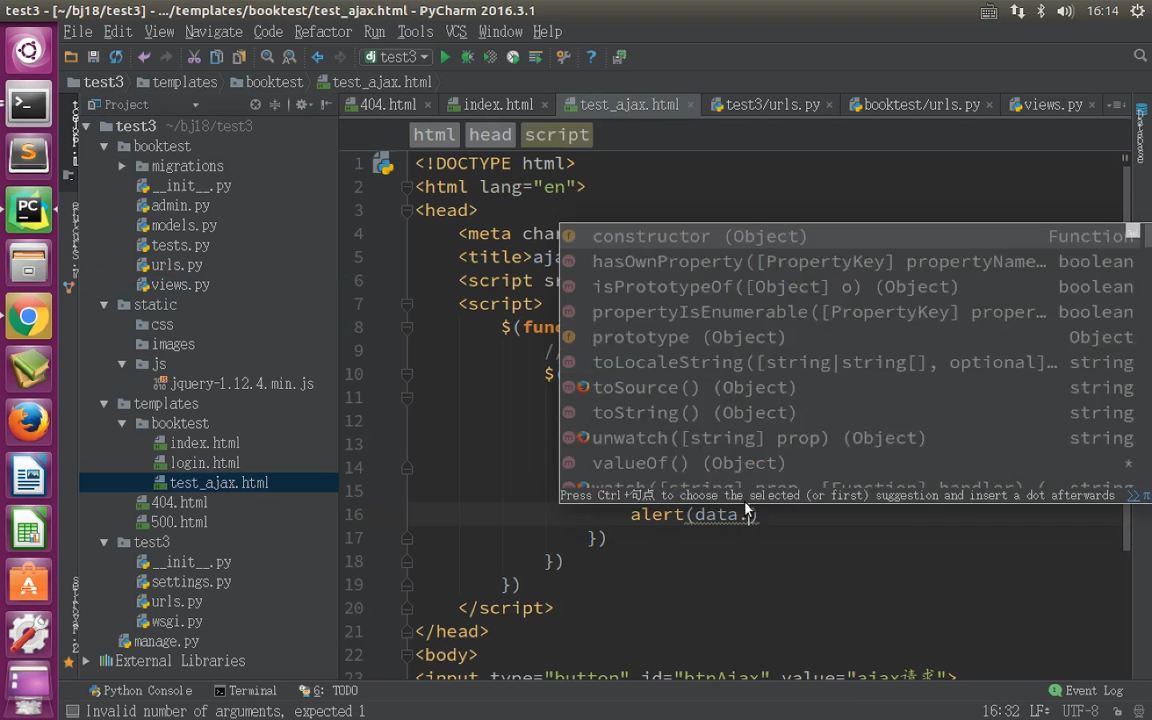 test3 - [~/bj18/test3] - .../templates/booktest/test_ajax.html - PyCharm 2016.3.1
16:14
File Edit View Navigate Code Refactor Run Tools VCS Window Help
test3
test3 templates booktest test_ajax.html
Project
404.html index.html test_ajax.html test3/urls.py booktest/urls.py views.py
test3 ~/bj18/test3
booktest
migrations
__init__.py
admin.py
models.py
tests.py
urls.py
views.py
static
css
images
js
jquery-1.12.4.min.js
templates
booktest
index.html
login.html
test_ajax.html
404.html
500.html
test3
__init__.py
settings.py
urls.py
wsgi.py
manage.py
External Libraries
html head script
1 <!DOCTYPE html>
2 <html lang="en">
3 <head>
4 <meta char
5 <title>aja
6 <script sr
7 <script>
8 $(func
9 //
10 $(
11
12
13
14
15
16 alert(data.)
17 })
18 })
19 })
20 </script>
21 </head>
22 <body>
23 <input type="button" id="btnAjax" value="ajax请求">
constructor (Object) Function
hasOwnProperty([PropertyKey] propertyName… boolean
isPrototypeOf([Object] o) (Object) boolean
propertyIsEnumerable([PropertyKey] proper… boolean
prototype (Object) Object
toLocaleString([string|string[], optional]… string
toSource() (Object) string
toString() (Object) string
unwatch([string] prop) (Object) string
valueOf() (Object) *
watch([string] prop, [Function] handler) (
Press Ctrl+句点 to choose the selected (or first) suggestion and insert a dot afterwards >> π
Python Console Terminal 6: TODO Event Log
Invalid number of arguments, expected 1 16:32 LF÷ UTF-8÷